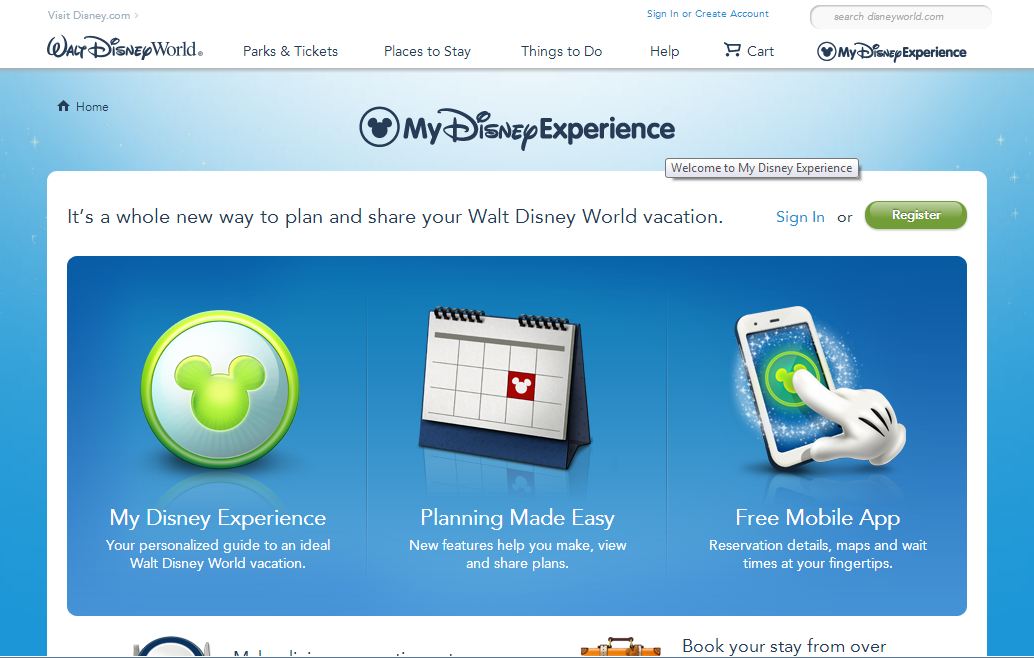 Visit Disney.com >
Sign In or Create Account
search disneyworld.com
Walt Disney World®
Parks & Tickets
Places to Stay
Things to Do
Help
Cart
My Disney Experience
Home
My Disney Experience
Welcome to My Disney Experience
It's a whole new way to plan and share your Walt Disney World vacation.
Sign In or
Register
My Disney Experience
Your personalized guide to an ideal
Walt Disney World vacation.
Planning Made Easy
New features help you make, view
and share plans.
Free Mobile App
Reservation details, maps and wait
times at your fingertips.
Book your stay from over